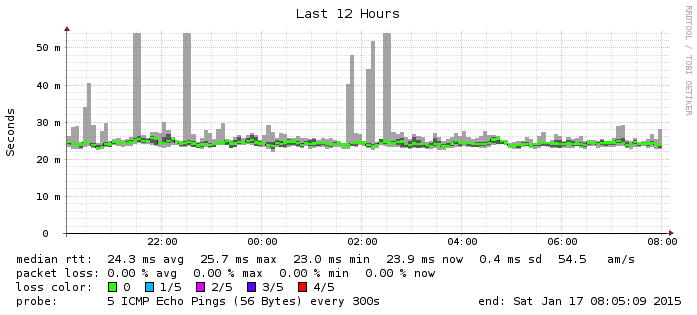 Last 12 Hours
RRDTOOL / TOBI OETIKER
Seconds
50 m
40 m
30 m
20 m
10 m
0
22:00 00:00 02:00 04:00 06:00 08:00
median rtt: 24.3 ms avg 25.7 ms max 23.0 ms min 23.9 ms now 0.4 ms sd 54.5 am/s
packet loss: 0.00 % avg 0.00 % max 0.00 % min 0.00 % now
loss color: 0 1/5 2/5 3/5 4/5
probe: 5 ICMP Echo Pings (56 Bytes) every 300s end: Sat Jan 17 08:05:09 2015